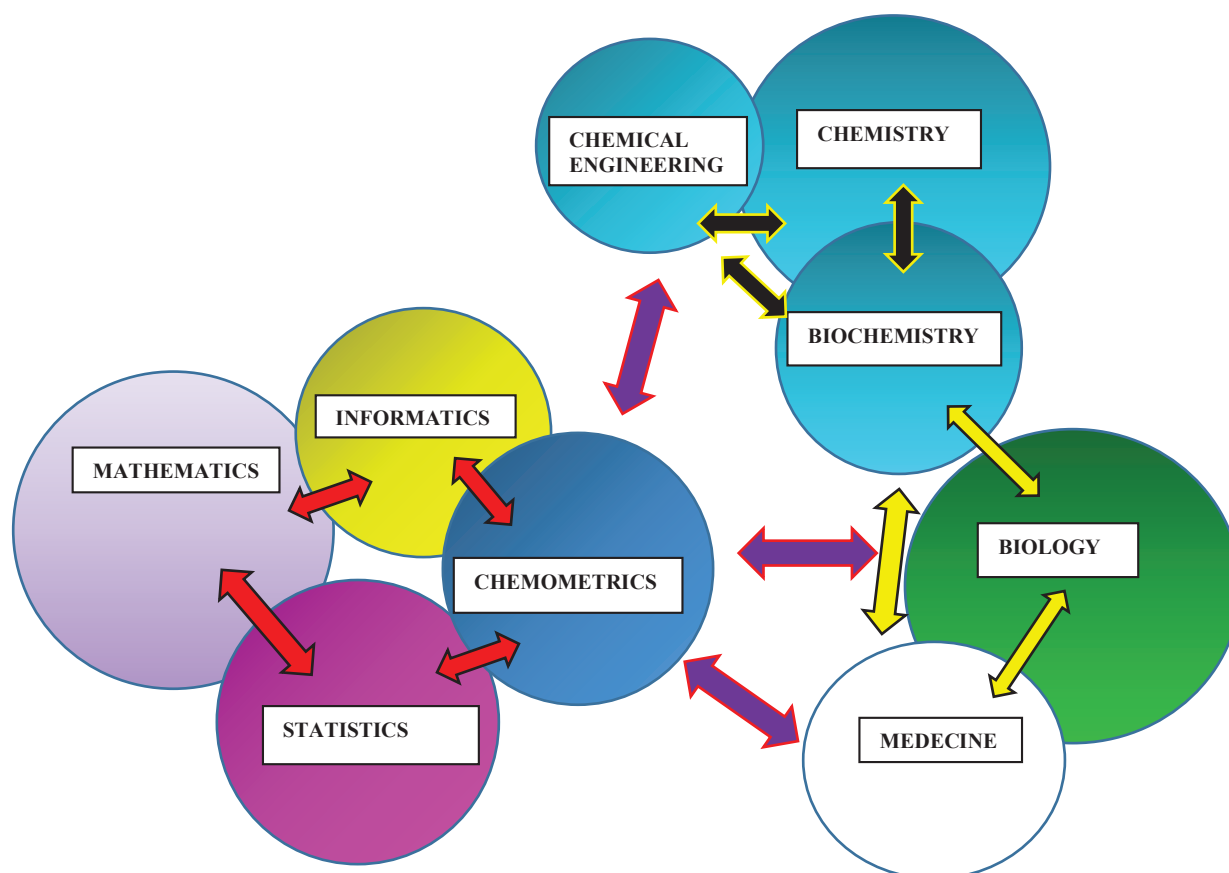 CHEMICAL
ENGINEERING
CHEMISTRY
BIOCHEMISTRY
INFORMATICS
MATHEMATICS
CHEMOMETRICS
BIOLOGY
STATISTICS
MEDECINE